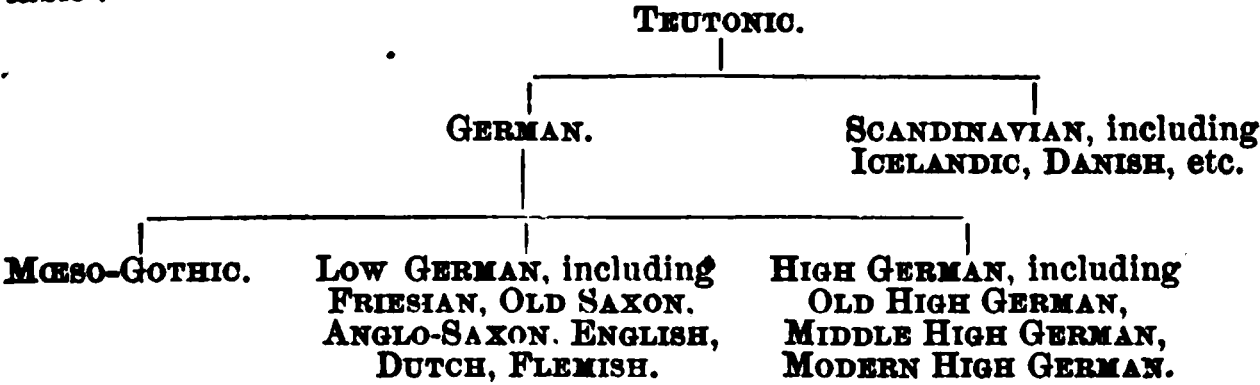 TEUTONIC.
GERMAN.
SCANDINAVIAN, including
ICELANDIC, DANISH, etc.
MŒSO-GOTHIC.
LOW GERMAN, including
FRIESIAN, OLD SAXON.
ANGLO-SAXON. ENGLISH,
DUTCH, FLEMISH.
HIGH GERMAN, including
OLD HIGH GERMAN,
MIDDLE HIGH GERMAN,
MODERN HIGH GERMAN.